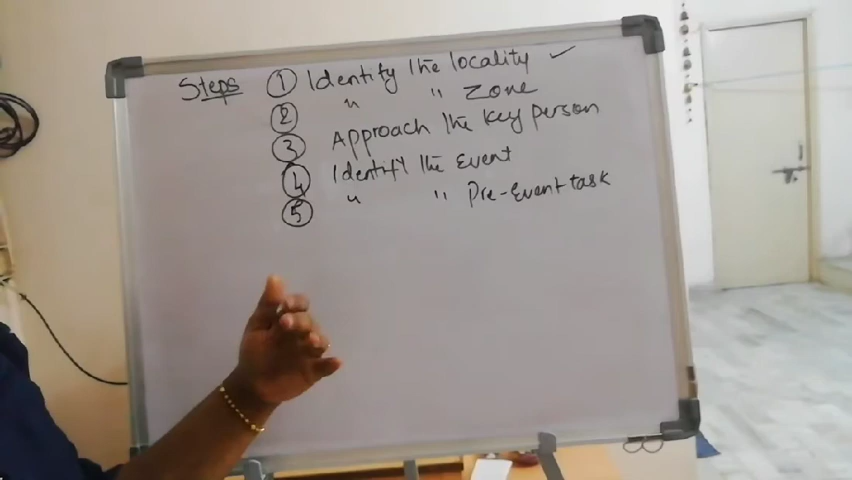 Steps ① Identify the locality ✓
② " " Zone
③ Approach the key person
④ Identify the Event
⑤ " " Pre-Event task